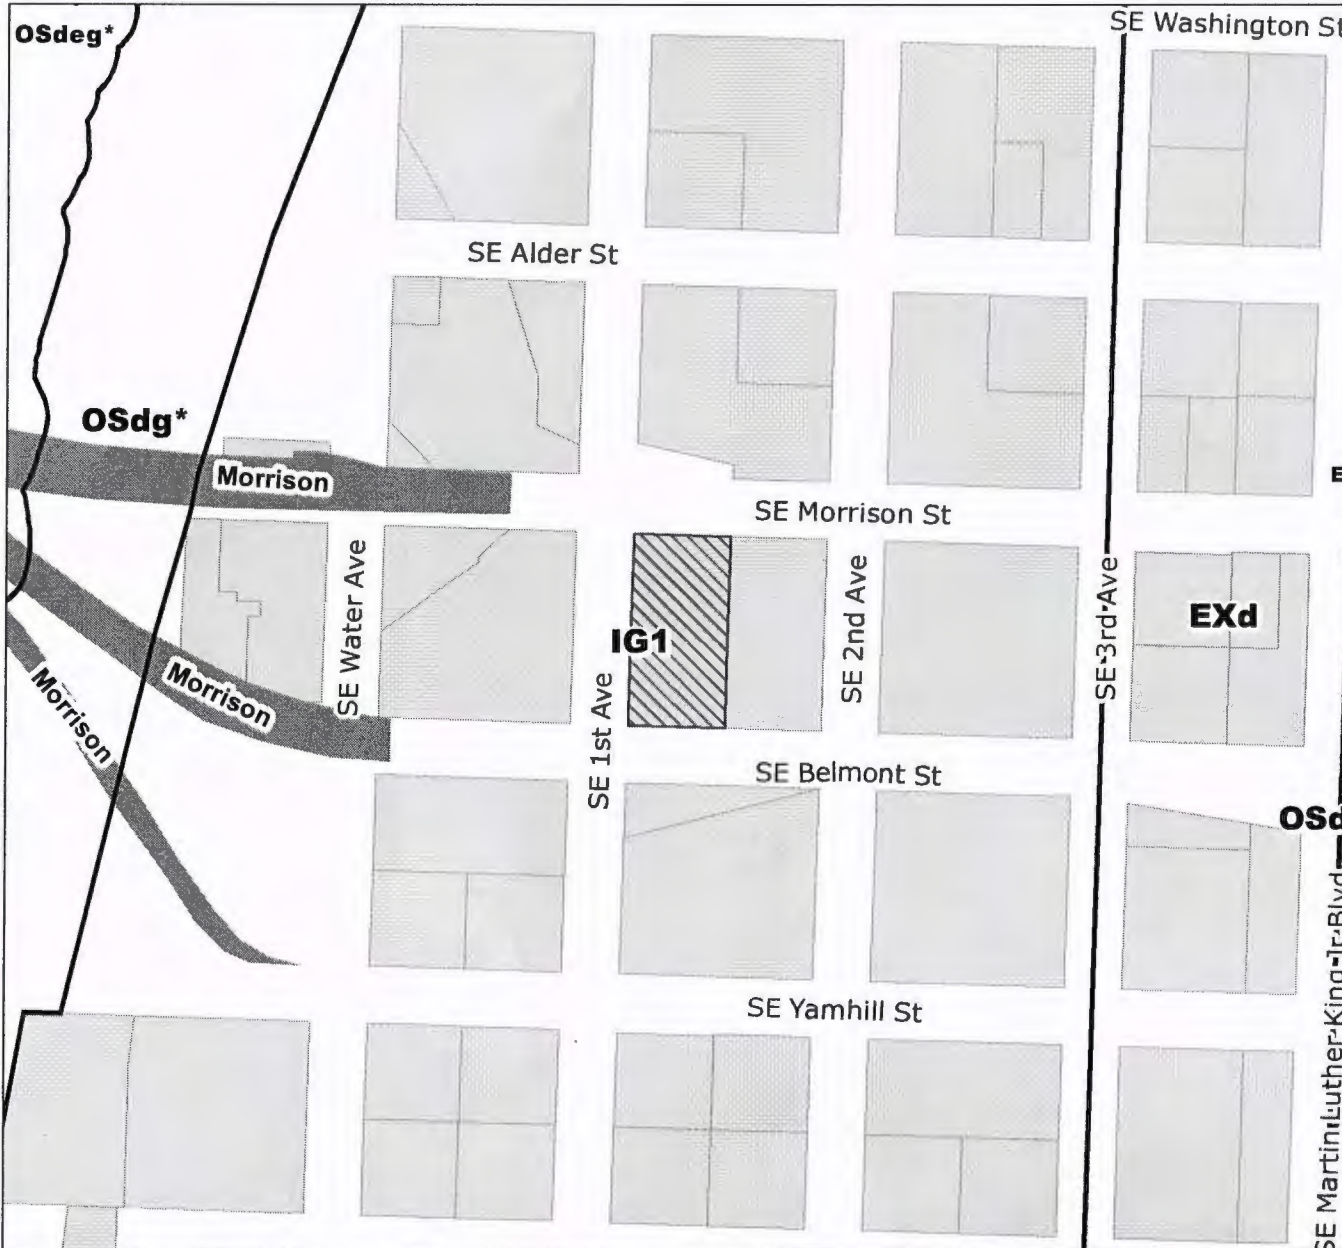 OSdeg*
SE Washington St
SE Alder St
OSdg*
Morrison
SE Morrison St
SE Water Ave
SE 1st Ave
IG1
SE 2nd Ave
SE 3rd Ave
EXd
Morrison
Morrison
SE Belmont St
OSd
SE Yamhill St
SE Martin Luther King Jr Blvd